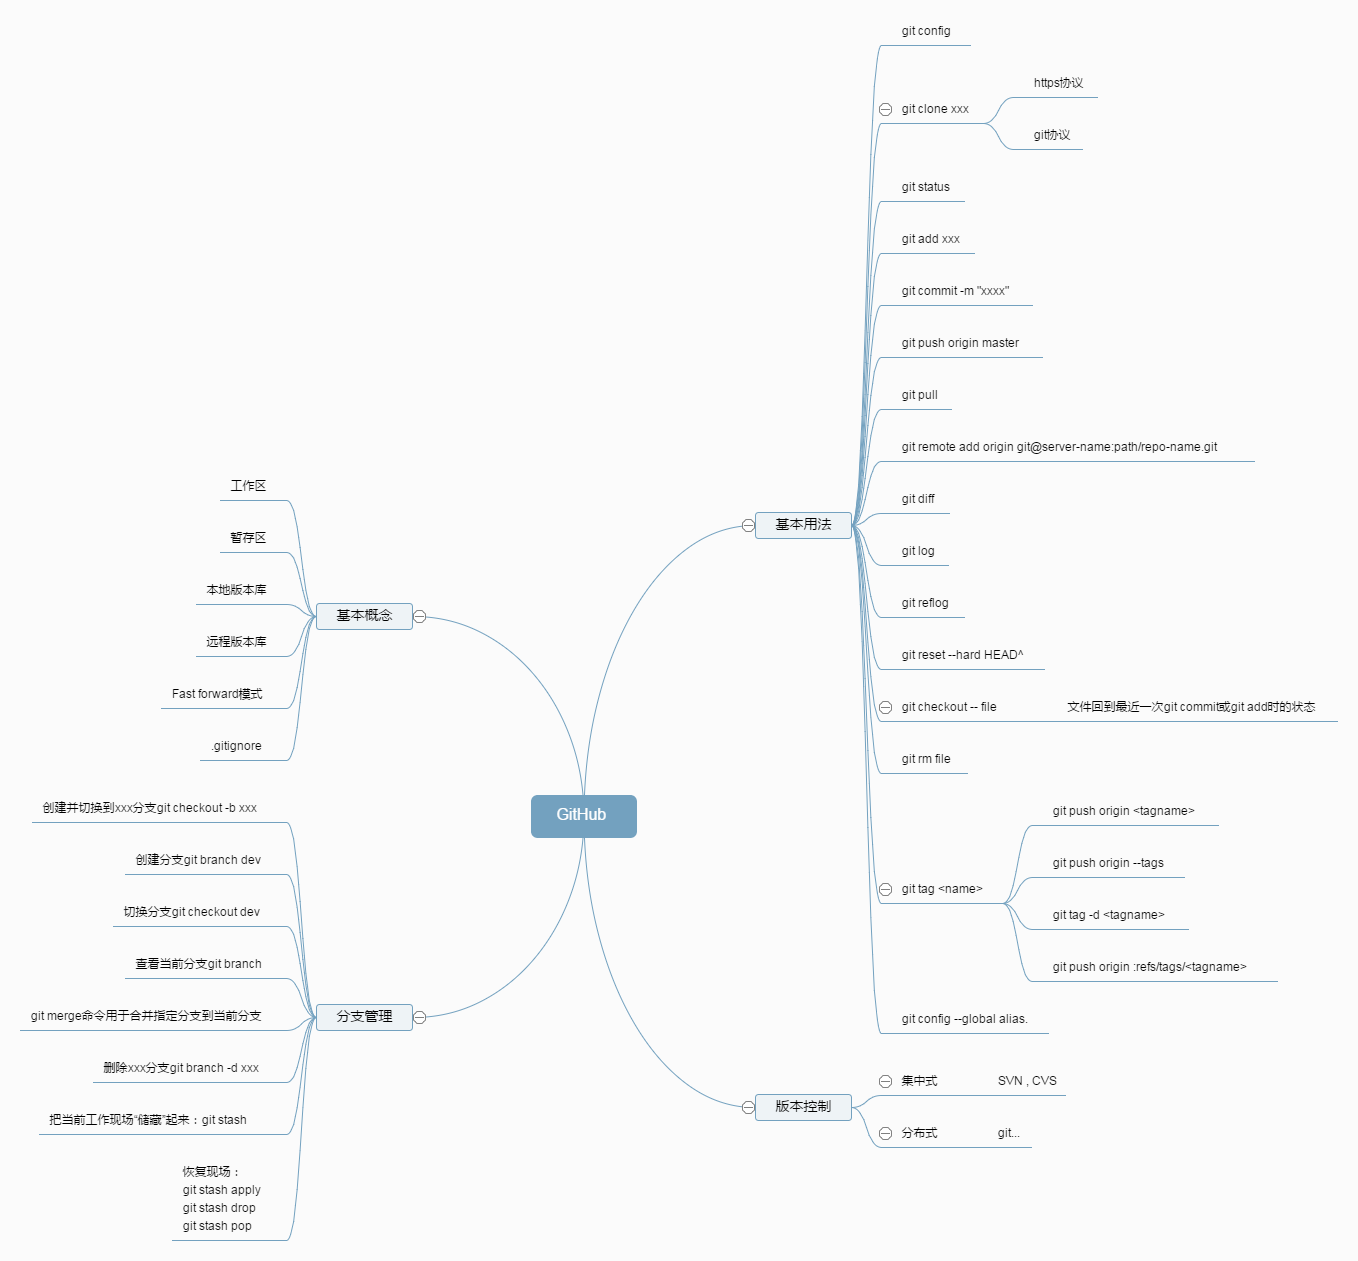 GitHub
基本用法
git config
git clone xxx
https协议
git协议
git status
git add xxx
git commit -m "xxxx"
git push origin master
git pull
git remote add origin git@server-name:path/repo-name.git
git diff
git log
git reflog
git reset --hard HEAD^
git checkout -- file
文件回到最近一次git commit或git add时的状态
git rm file
git tag <name>
git push origin <tagname>
git push origin --tags
git tag -d <tagname>
git push origin :refs/tags/<tagname>
git config --global alias.
版本控制
集中式
SVN , CVS
分布式
git...
基本概念
工作区
暂存区
本地版本库
远程版本库
Fast forward模式
.gitignore
分支管理
创建并切换到xxx分支git checkout -b xxx
创建分支git branch dev
切换分支git checkout dev
查看当前分支git branch
git merge命令用于合并指定分支到当前分支
删除xxx分支git branch -d xxx
把当前工作现场“储藏”起来：git stash
恢复现场：
git stash apply
git stash drop
git stash pop